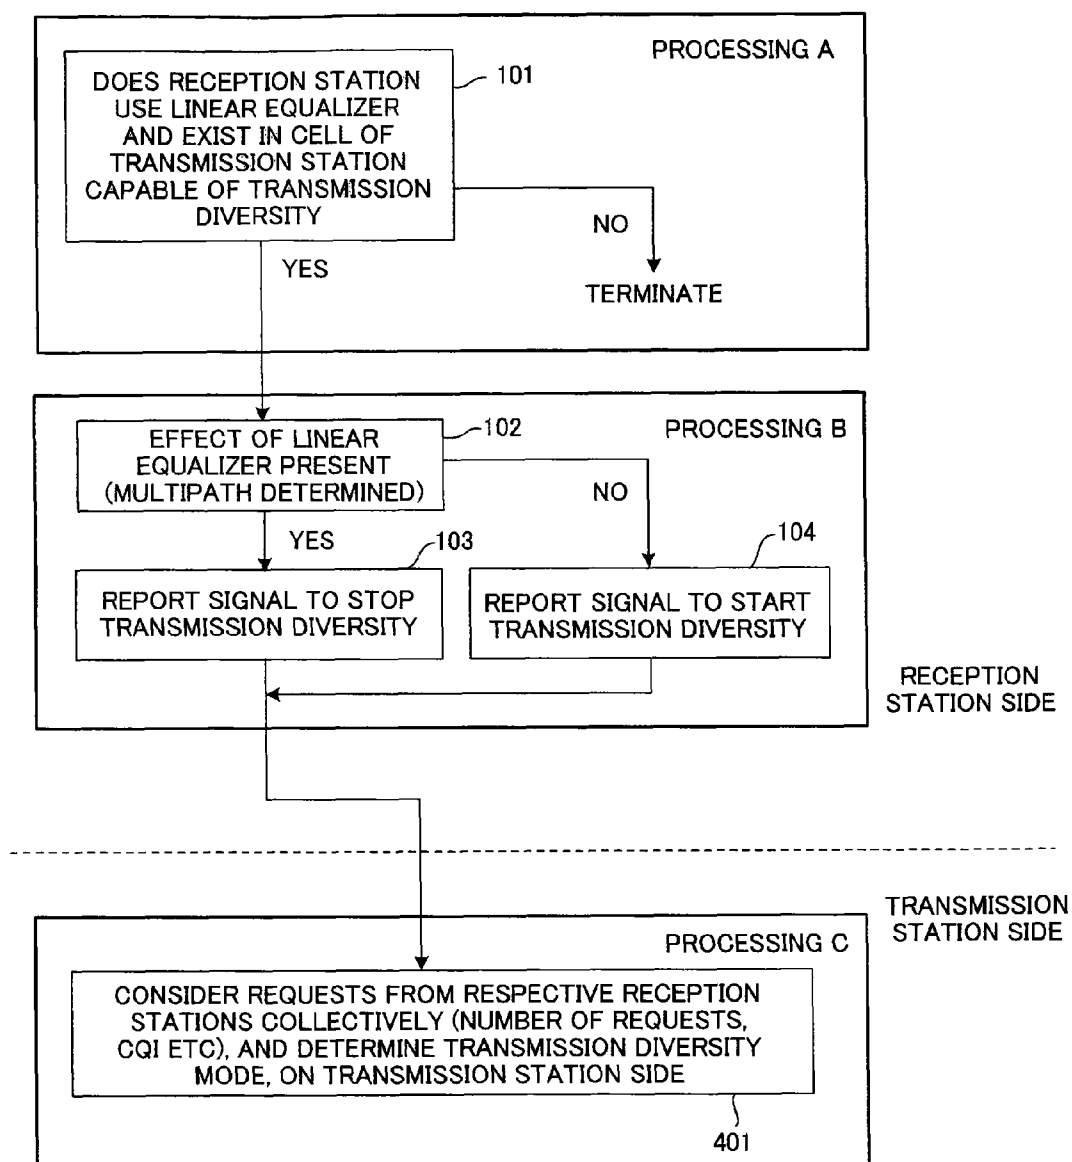 PROCESSING A
DOES RECEPTION STATION
USE LINEAR EQUALIZER
AND EXIST IN CELL OF
TRANSMISSION STATION
CAPABLE OF TRANSMISSION
DIVERSITY
101
NO
YES
TERMINATE
PROCESSING B
EFFECT OF LINEAR
EQUALIZER PRESENT
(MULTIPATH DETERMINED)
102
NO
YES
103
104
REPORT SIGNAL TO STOP
TRANSMISSION DIVERSITY
REPORT SIGNAL TO START
TRANSMISSION DIVERSITY
RECEPTION
STATION SIDE
TRANSMISSION
STATION SIDE
PROCESSING C
CONSIDER REQUESTS FROM RESPECTIVE RECEPTION
STATIONS COLLECTIVELY (NUMBER OF REQUESTS,
CQI ETC), AND DETERMINE TRANSMISSION DIVERSITY
MODE, ON TRANSMISSION STATION SIDE
401